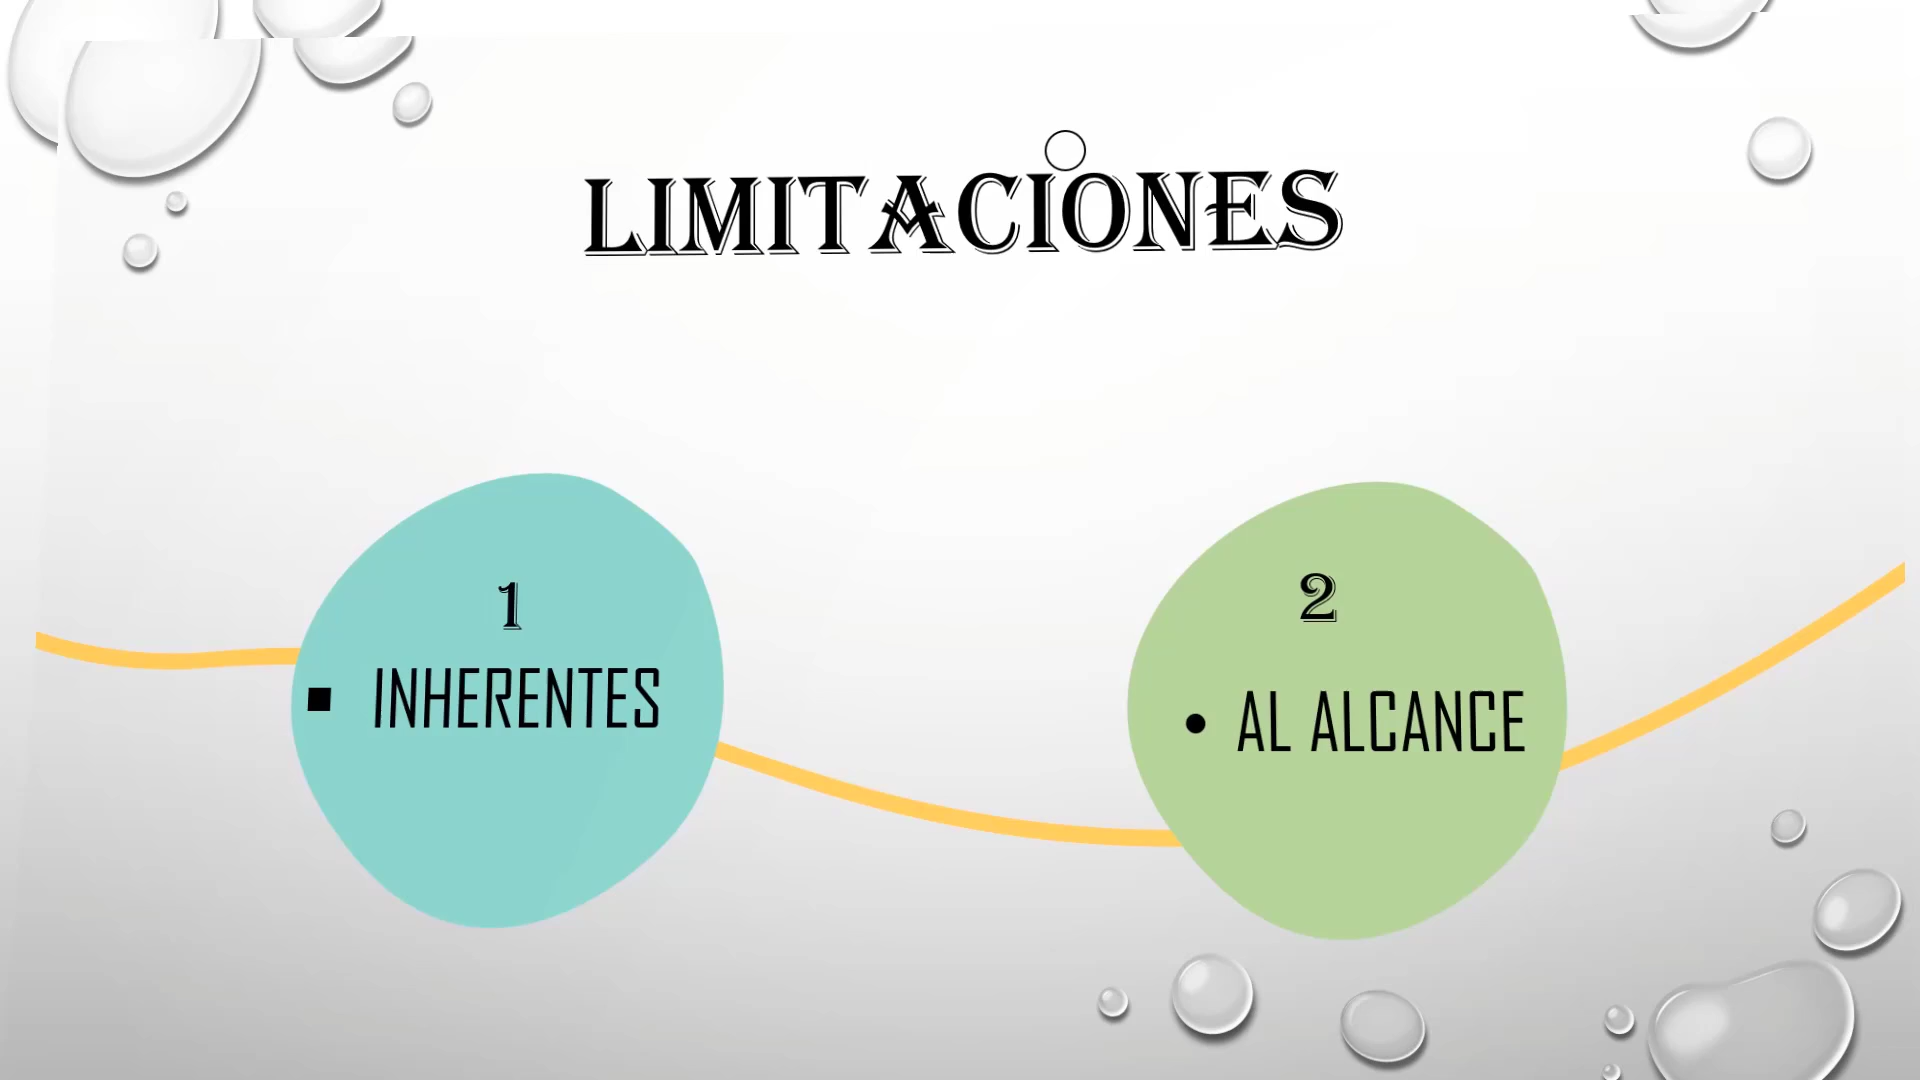 LIMITACIONES
1
▪ INHERENTES
2
• AL ALCANCE